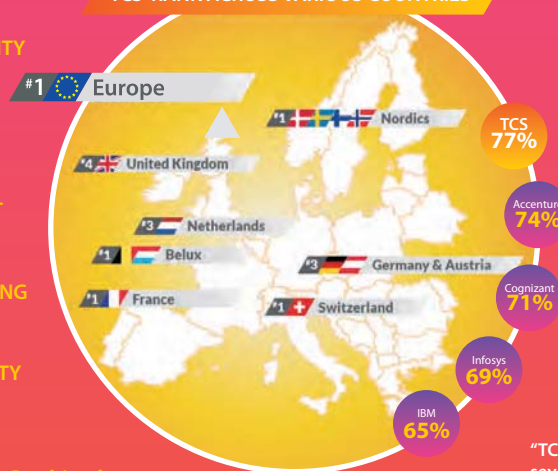 TY
#1 Europe
#1 Nordics
#4 United Kingdom
#3 Netherlands
#1 Belux
#3 Germany & Austria
#1 France
#1 Switzerland
NG
TY
TCS
77%
Accenture
74%
Cognizant
71%
Infosys
69%
IBM
65%
"TC